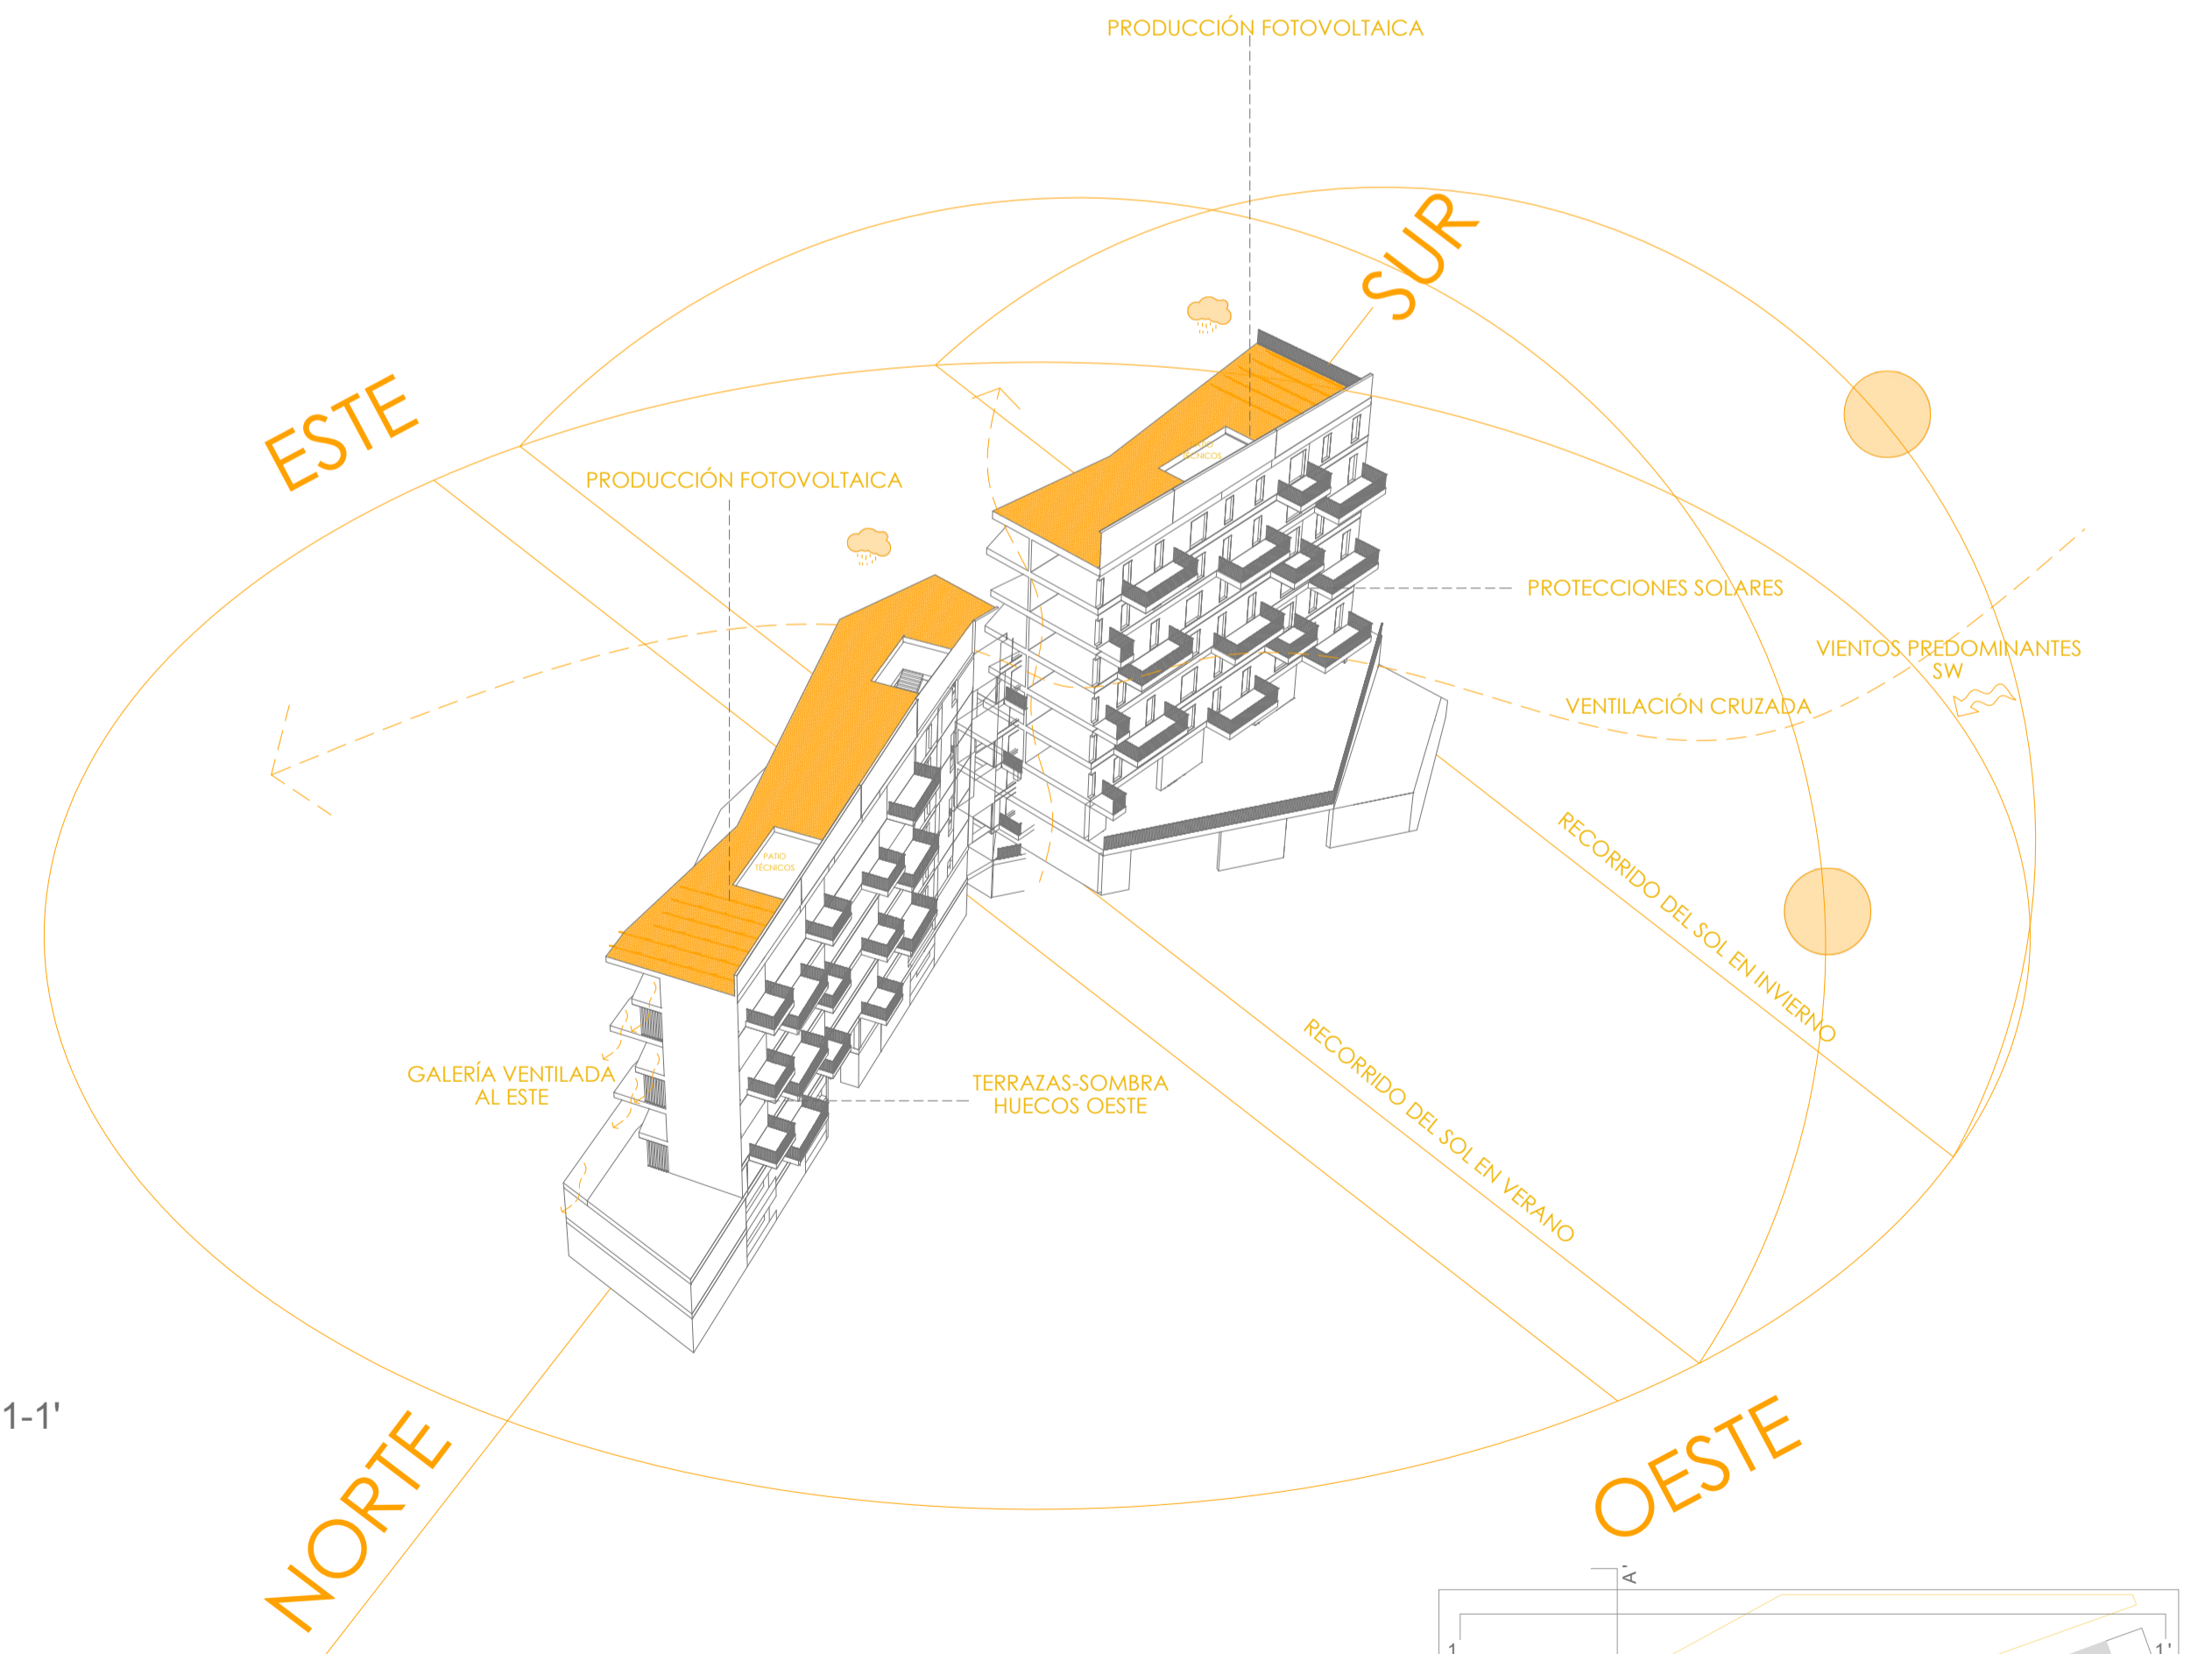 PRODUCCIÓN FOTOVOLTAICA
SUR
ESTE
PRODUCCIÓN FOTOVOLTAICA
TÉCNICOS
PROTECCIONES SOLARES
VIENTOS PREDOMINANTES
SW
VENTILACIÓN CRUZADA
RECORRIDO DEL SOL EN INVIERNO
PATIO
TÉCNICOS
RECORRIDO DEL SOL EN VERANO
GALERÍA VENTILADA
AL ESTE
TERRAZAS-SOMBRA
HUECOS OESTE
1-1'
NORTE
OESTE
A'
1
1'